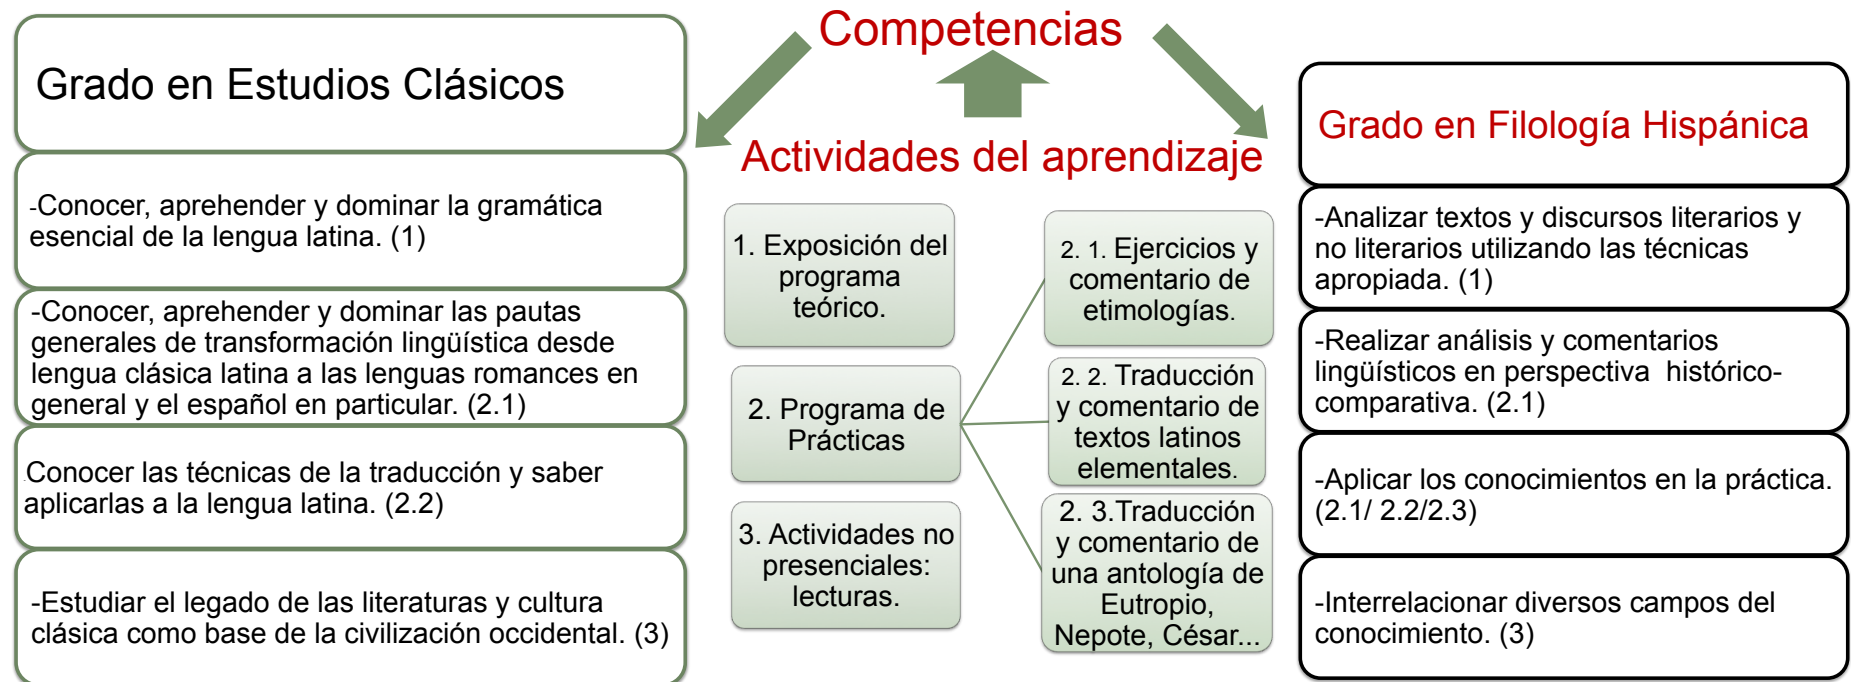 Competencias
Grado en Estudios Clásicos
-Conocer, aprehender y dominar la gramática
esencial de la lengua latina. (1)
-Conocer, aprehender y dominar las pautas
generales de transformación lingüística desde
lengua clásica latina a las lenguas romances en
general y el español en particular. (2.1)
.Conocer las técnicas de la traducción y saber
aplicarlas a la lengua latina. (2.2)
-Estudiar el legado de las literaturas y cultura
clásica como base de la civilización occidental. (3)
Actividades del aprendizaje
1. Exposición del
programa
teórico.
2. Programa de
Prácticas
3. Actividades no
presenciales:
lecturas.
2. 1. Ejercicios y
comentario de
etimologías.
2. 2. Traducción
y comentario de
textos latinos
elementales.
2. 3.Traducción
y comentario de
una antología de
Eutropio,
Nepote, César...
Grado en Filología Hispánica
-Analizar textos y discursos literarios y
no literarios utilizando las técnicas
apropiada. (1)
-Realizar análisis y comentarios
lingüísticos en perspectiva histórico-
comparativa. (2.1)
-Aplicar los conocimientos en la práctica.
(2.1/ 2.2/2.3)
-Interrelacionar diversos campos del
conocimiento. (3)